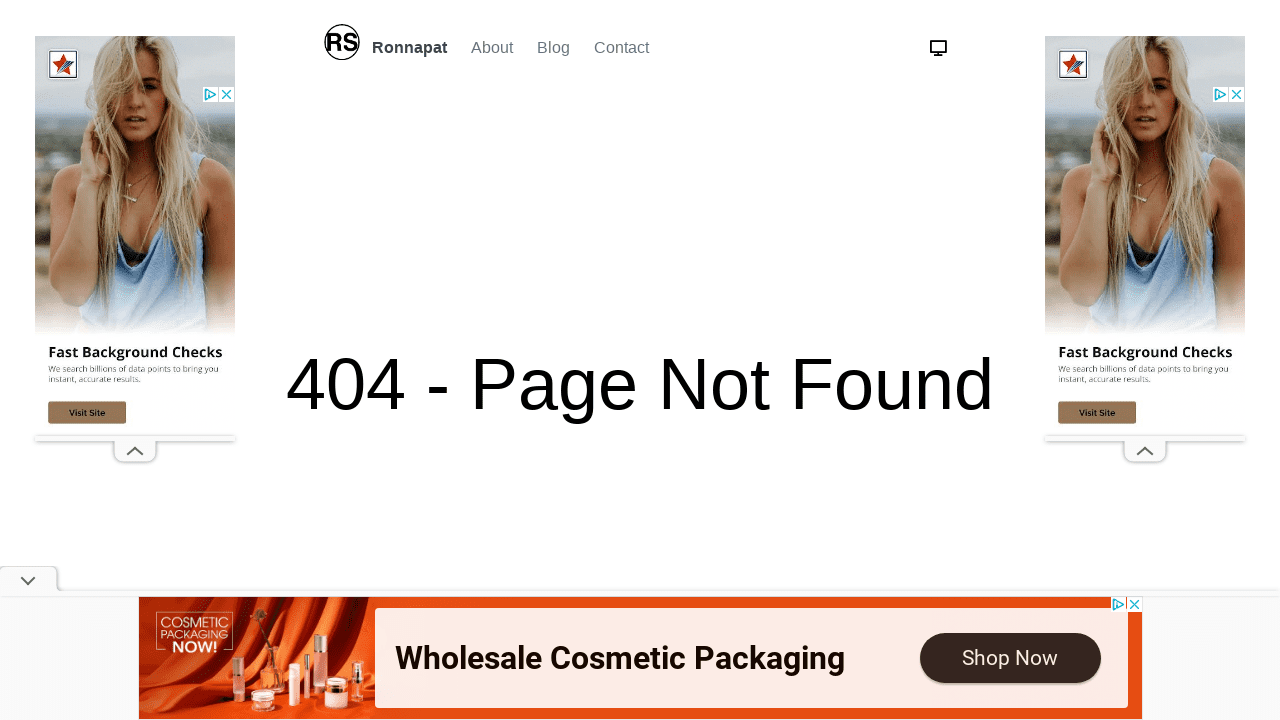 RS Ronnapat About Blog Contact
404 - Page Not Found
Fast Background Checks
We search billions of data points to bring you
instant, accurate results.
Visit Site
Fast Background Checks
We search billions of data points to bring you
instant, accurate results.
Visit Site
COSMETIC
PACKAGING
NOW!
Wholesale Cosmetic Packaging
Shop Now